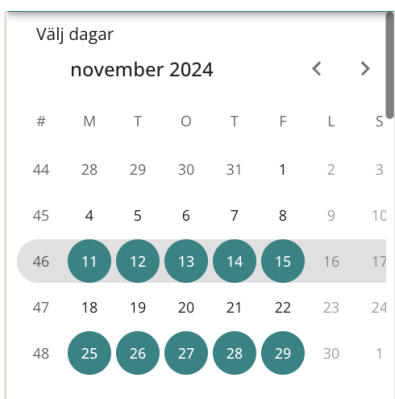 Välj dagar
november 2024
# M T O T F L S
44 28 29 30 31 1 2 3
45 4 5 6 7 8 9 10
46 11 12 13 14 15 16 17
47 18 19 20 21 22 23 24
48 25 26 27 28 29 30 1